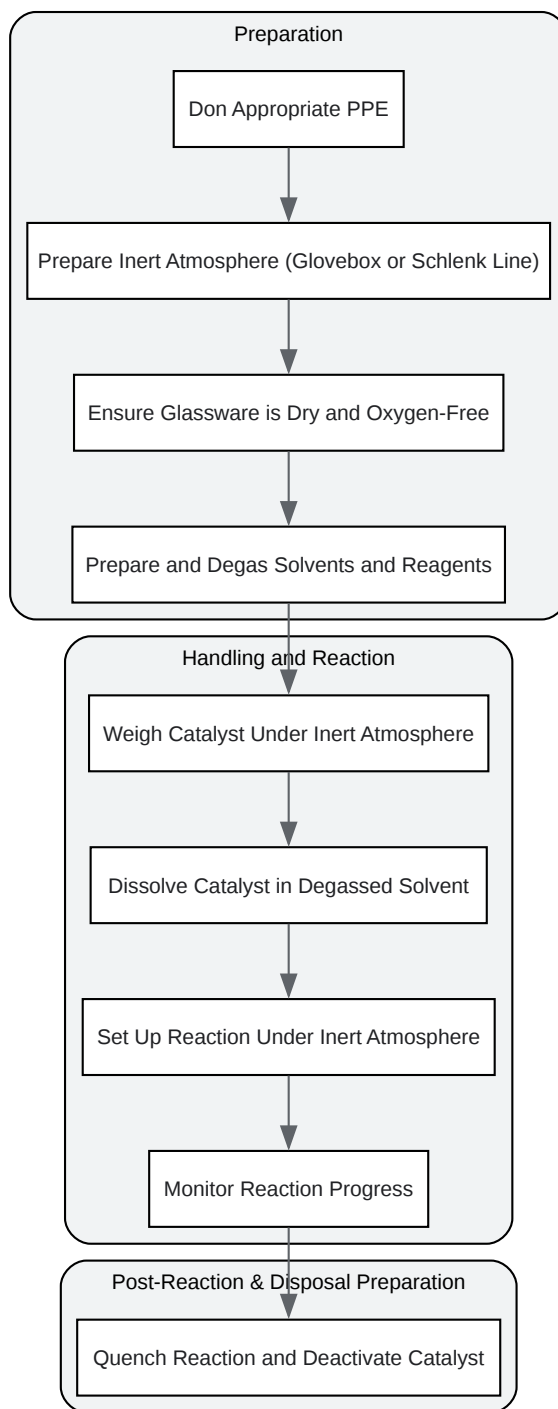 Preparation
Don Appropriate PPE
Prepare Inert Atmosphere (Glovebox or Schlenk Line)
Ensure Glassware is Dry and Oxygen-Free
Prepare and Degas Solvents and Reagents
Handling and Reaction
Weigh Catalyst Under Inert Atmosphere
Dissolve Catalyst in Degassed Solvent
Set Up Reaction Under Inert Atmosphere
Monitor Reaction Progress
Post-Reaction & Disposal Preparation
Quench Reaction and Deactivate Catalyst